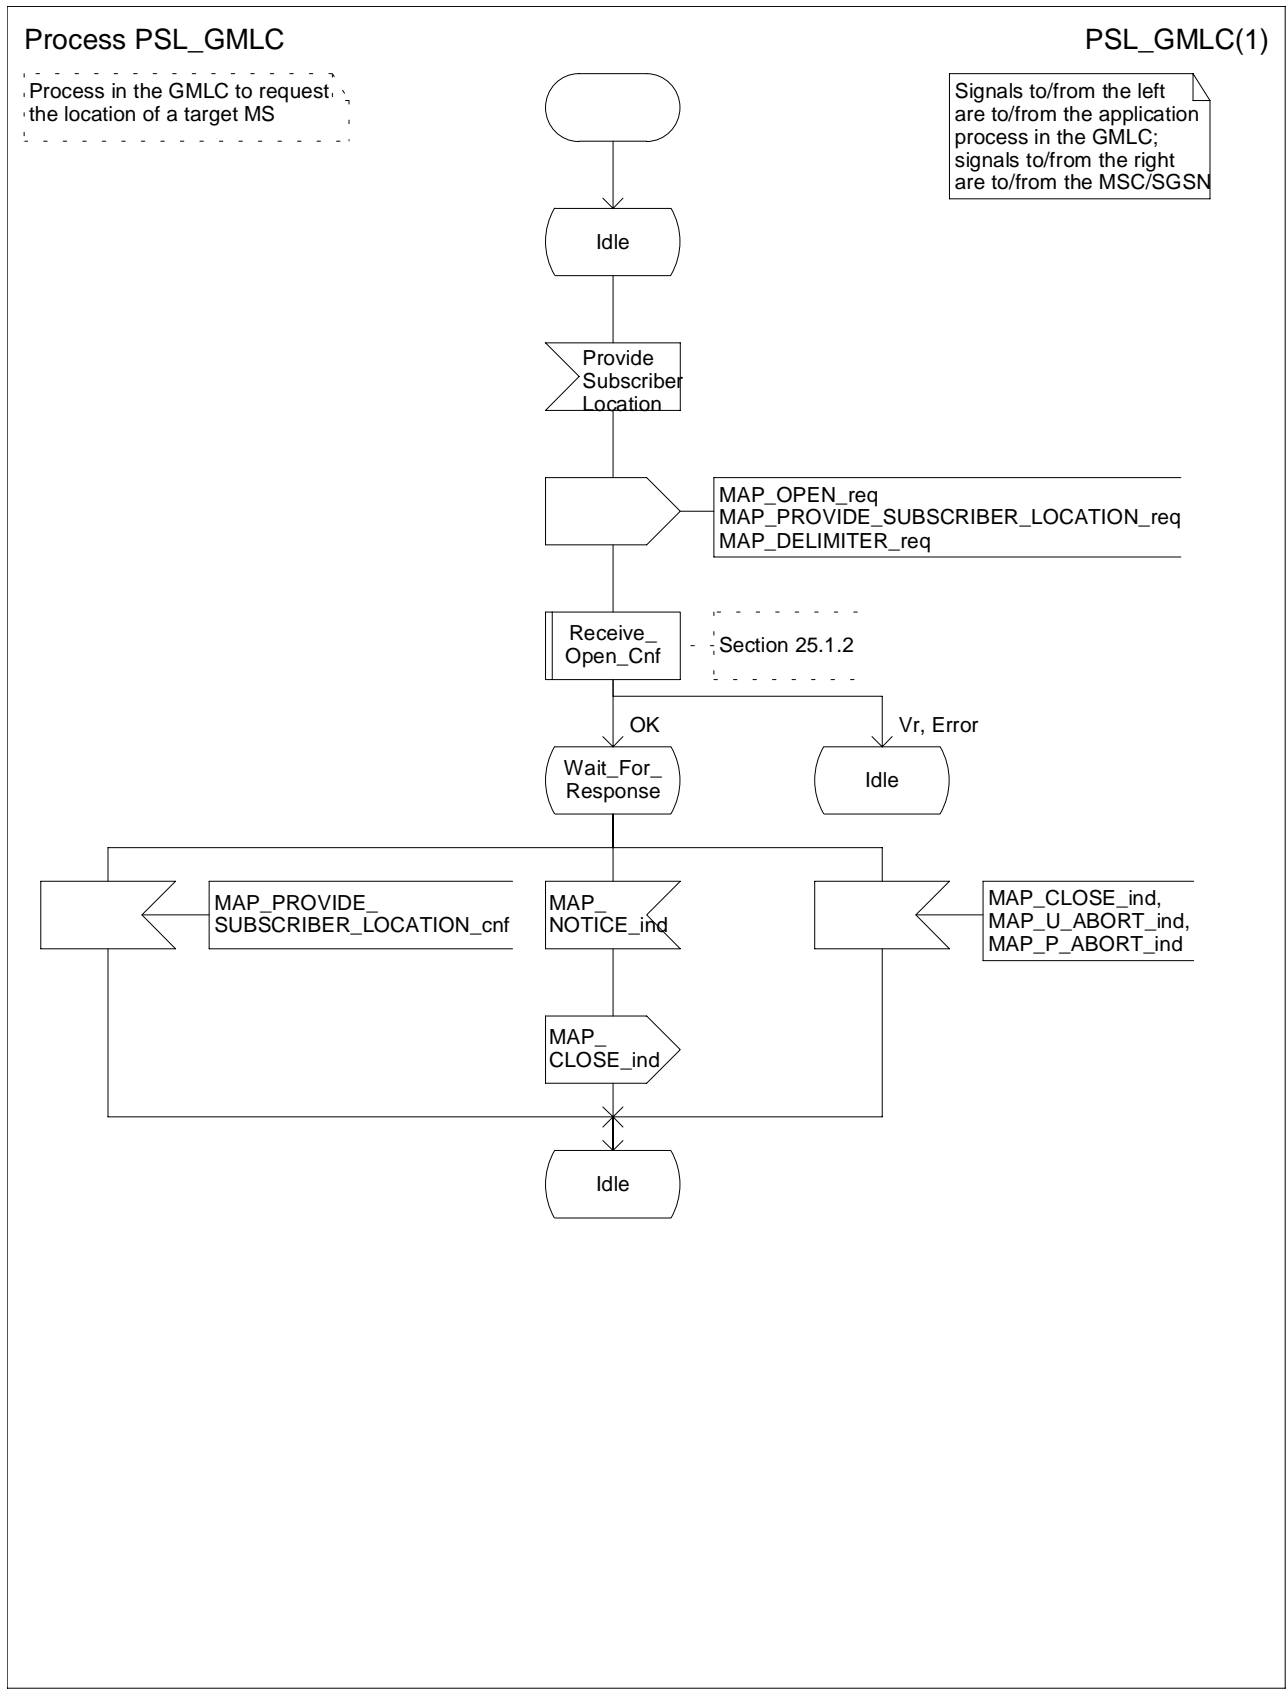 Process PSL_GMLC
PSL_GMLC(1)
Process in the GMLC to request
the location of a target MS
Signals to/from the left
are to/from the application
process in the GMLC;
signals to/from the right
are to/from the MSC/SGSN
Idle
Provide
Subscriber
Location
MAP_OPEN_req
MAP_PROVIDE_SUBSCRIBER_LOCATION_req
MAP_DELIMITER_req
Receive_
Open_Cnf
Section 25.1.2
OK
Vr, Error
Wait_For_
Response
Idle
MAP_PROVIDE_
SUBSCRIBER_LOCATION_cnf
MAP_
NOTICE_ind
MAP_CLOSE_ind,
MAP_U_ABORT_ind,
MAP_P_ABORT_ind
MAP_
CLOSE_ind
Idle